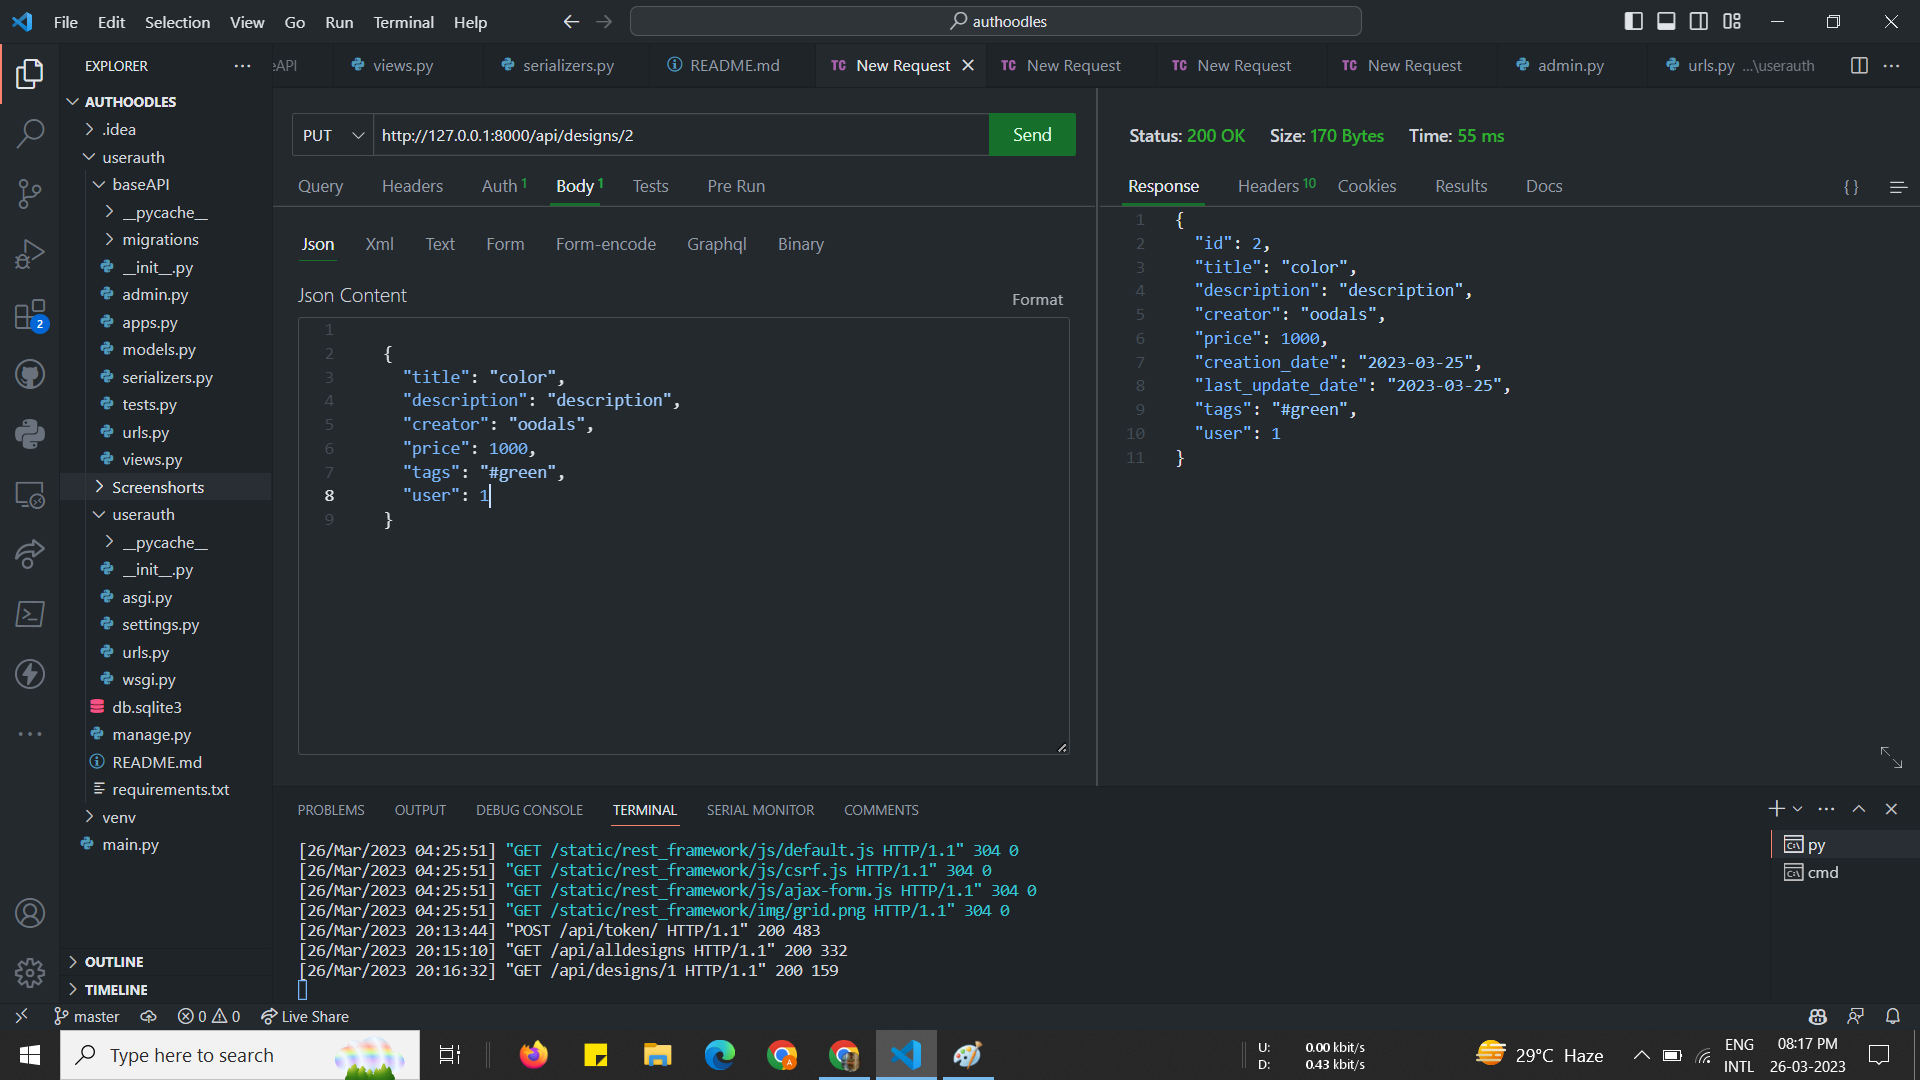 File Edit Selection View Go Run Terminal Help
authoodles
EXPLORER
eAPI
views.py
serializers.py
README.md
TC New Request
TC New Request
TC New Request
TC New Request
admin.py
urls.py ...\userauth
AUTHOODLES
.idea
userauth
baseAPI
__pycache__
migrations
__init__.py
admin.py
apps.py
models.py
serializers.py
tests.py
urls.py
views.py
Screenshorts
userauth
__pycache__
__init__.py
asgi.py
settings.py
urls.py
wsgi.py
db.sqlite3
manage.py
README.md
requirements.txt
venv
main.py
OUTLINE
TIMELINE
2
PUT
http://127.0.0.1:8000/api/designs/2
Send
Query Headers Auth 1 Body 1 Tests Pre Run
Json Xml Text Form Form-encode Graphql Binary
Json Content
Format
1
2 {
3 "title": "color",
4 "description": "description",
5 "creator": "oodals",
6 "price": 1000,
7 "tags": "#green",
8 "user": 1
9 }
Status: 200 OK Size: 170 Bytes Time: 55 ms
Response Headers 10 Cookies Results Docs
{ }
1 {
2 "id": 2,
3 "title": "color",
4 "description": "description",
5 "creator": "oodals",
6 "price": 1000,
7 "creation_date": "2023-03-25",
8 "last_update_date": "2023-03-25",
9 "tags": "#green",
10 "user": 1
11 }
PROBLEMS OUTPUT DEBUG CONSOLE TERMINAL SERIAL MONITOR COMMENTS
[26/Mar/2023 04:25:51] "GET /static/rest_framework/js/default.js HTTP/1.1" 304 0
[26/Mar/2023 04:25:51] "GET /static/rest_framework/js/csrf.js HTTP/1.1" 304 0
[26/Mar/2023 04:25:51] "GET /static/rest_framework/js/ajax-form.js HTTP/1.1" 304 0
[26/Mar/2023 04:25:51] "GET /static/rest_framework/img/grid.png HTTP/1.1" 304 0
[26/Mar/2023 20:13:44] "POST /api/token/ HTTP/1.1" 200 483
[26/Mar/2023 20:15:10] "GET /api/alldesigns HTTP/1.1" 200 332
[26/Mar/2023 20:16:32] "GET /api/designs/1 HTTP/1.1" 200 159
py
cmd
master 0 0 Live Share
Type here to search
U: 0.00 kbit/s
D: 0.43 kbit/s
29°C Haze
ENG
INTL
08:17 PM
26-03-2023